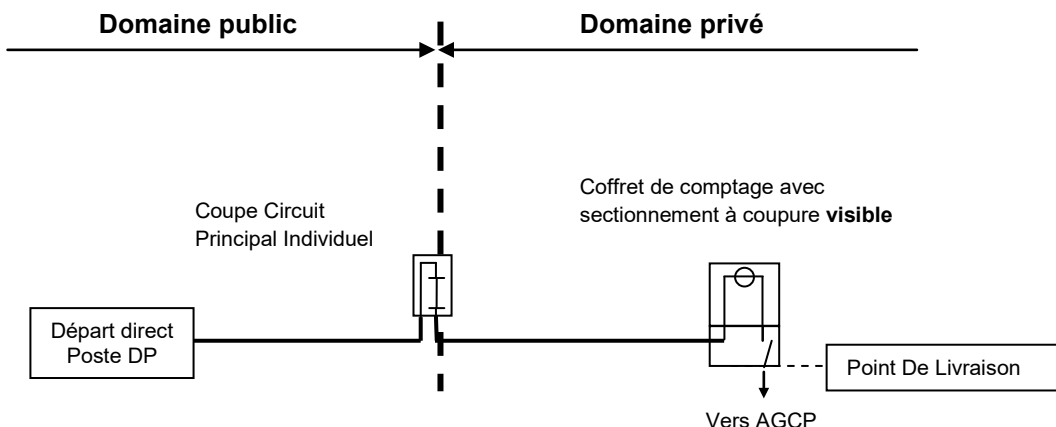 Domaine public
Domaine privé
Coffret de comptage avec
sectionnement à coupure visible
Coupe Circuit
Principal Individuel
Départ direct
Poste DP
Point De Livraison
Vers AGCP